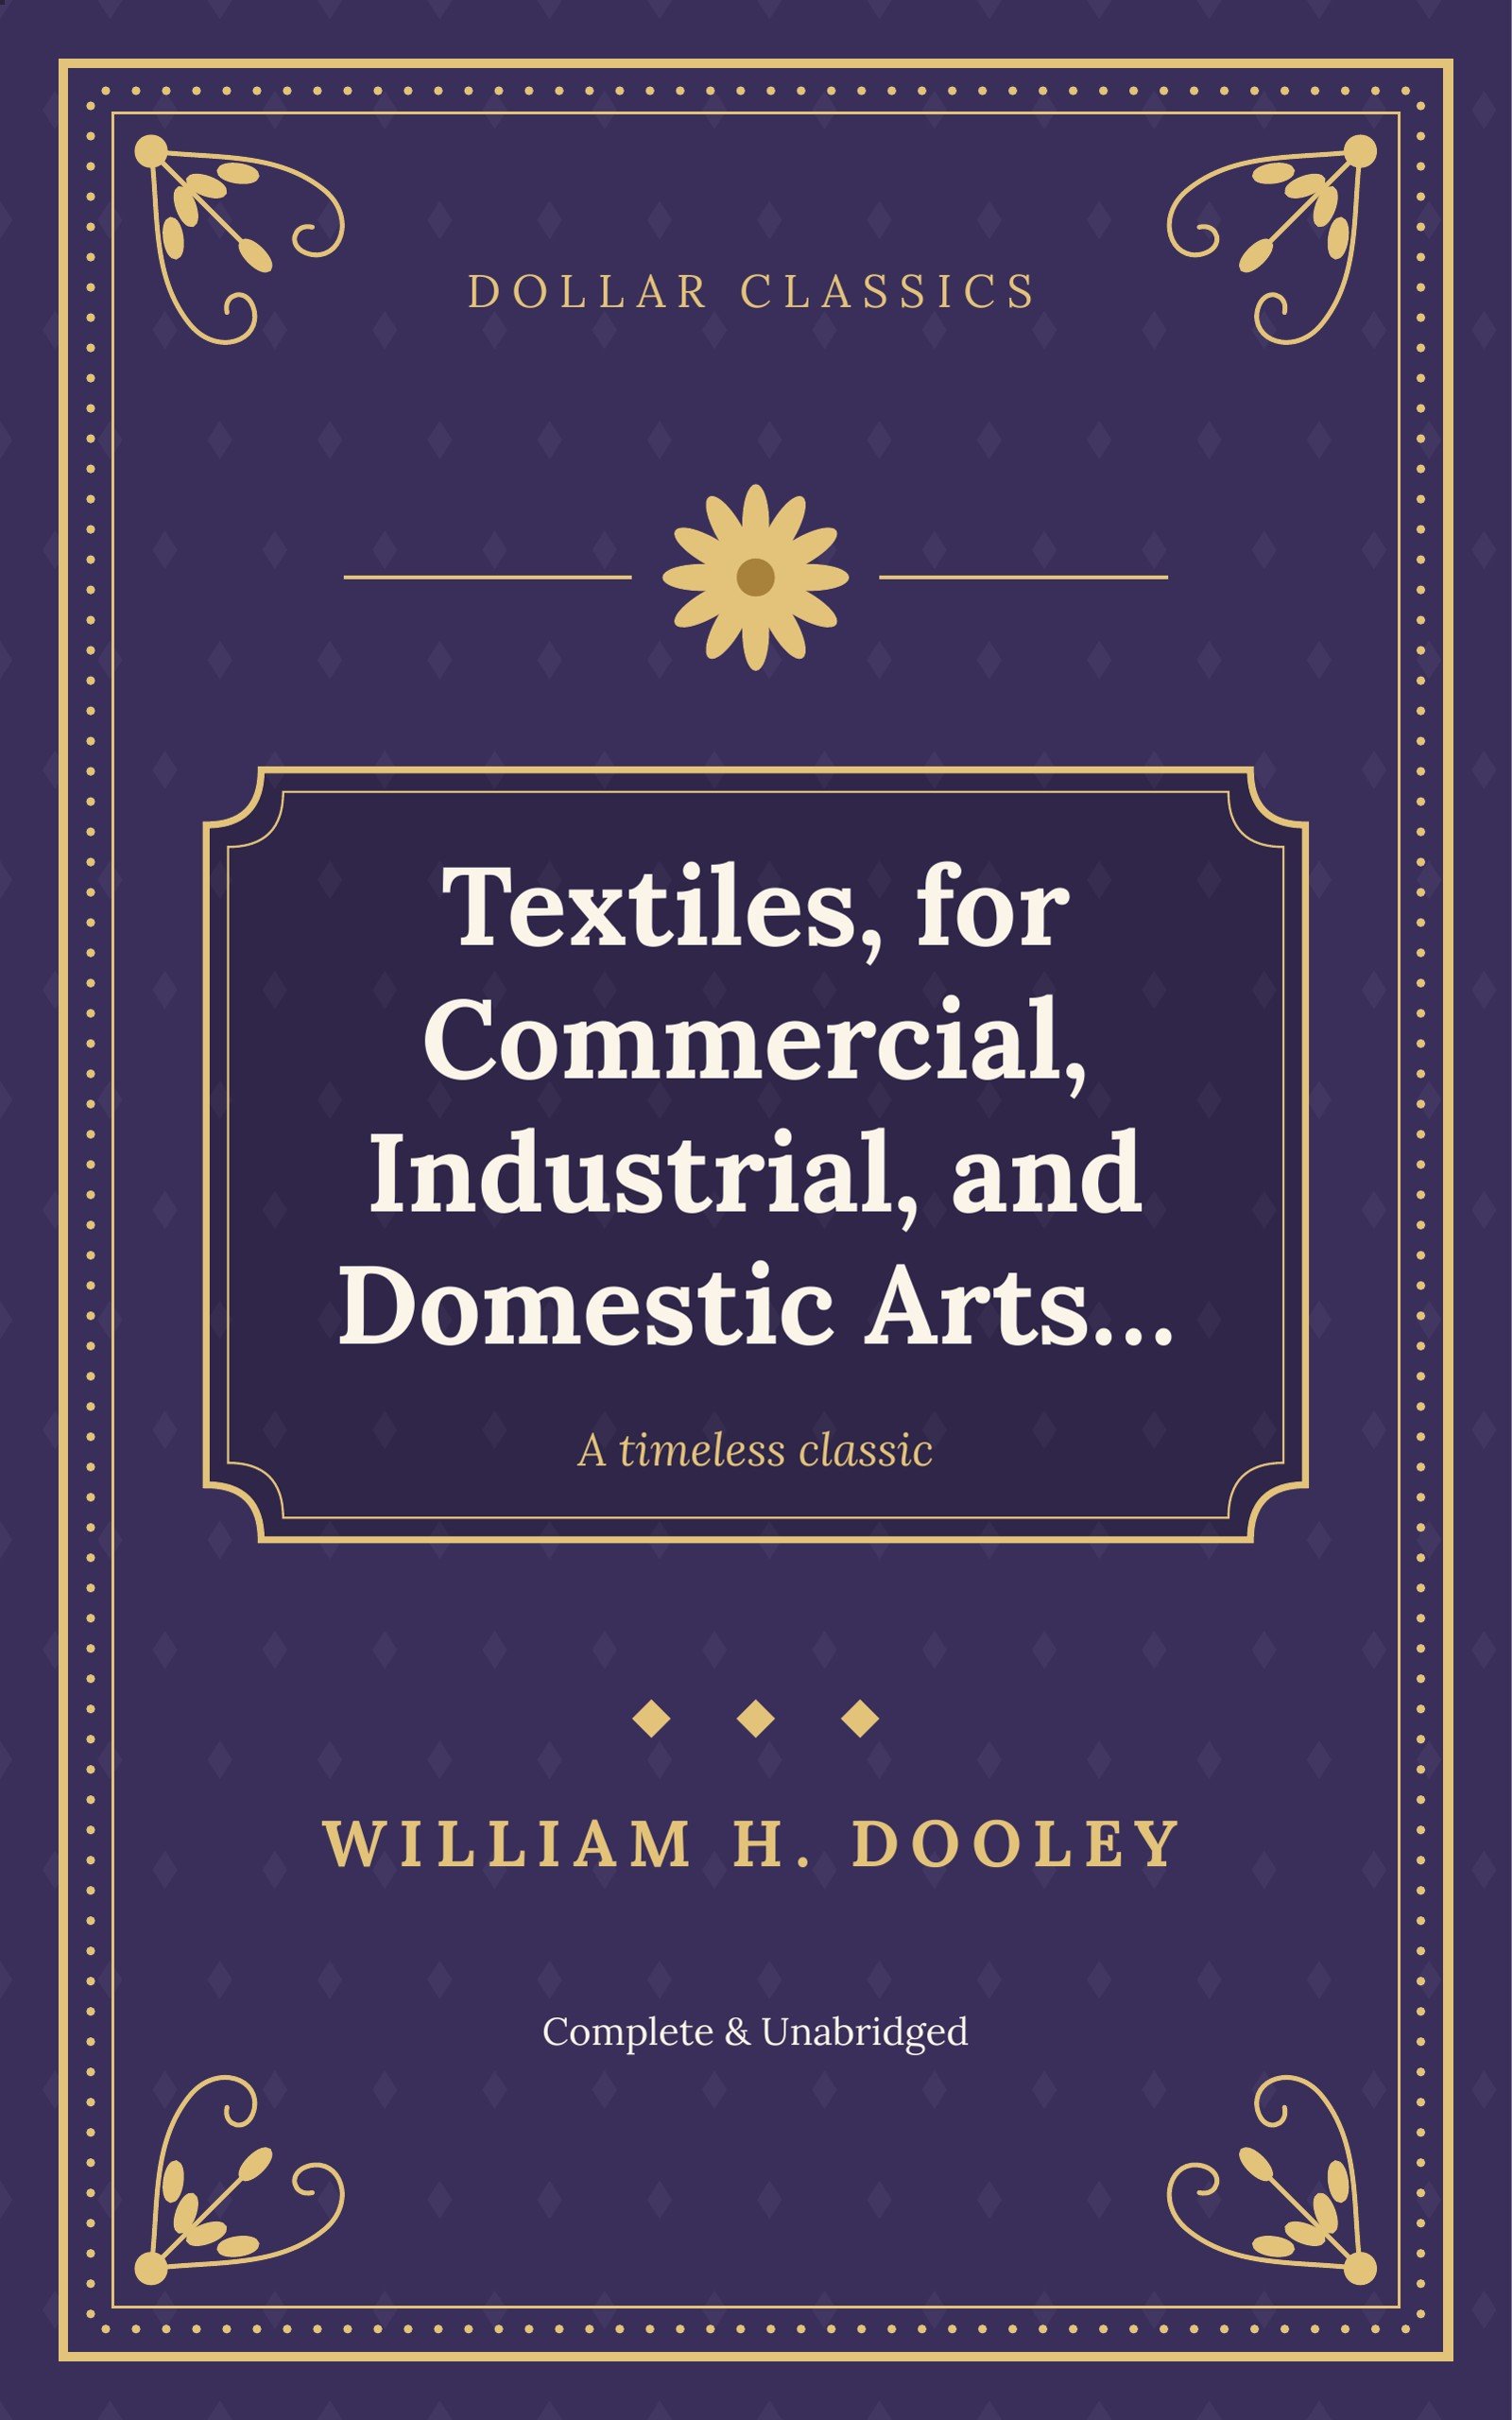 DOLLAR CLASSICS
Textiles, for
Commercial,
Industrial, and
Domestic Arts...
A timeless classic
WILLIAM H. DOOLEY
Complete & Unabridged